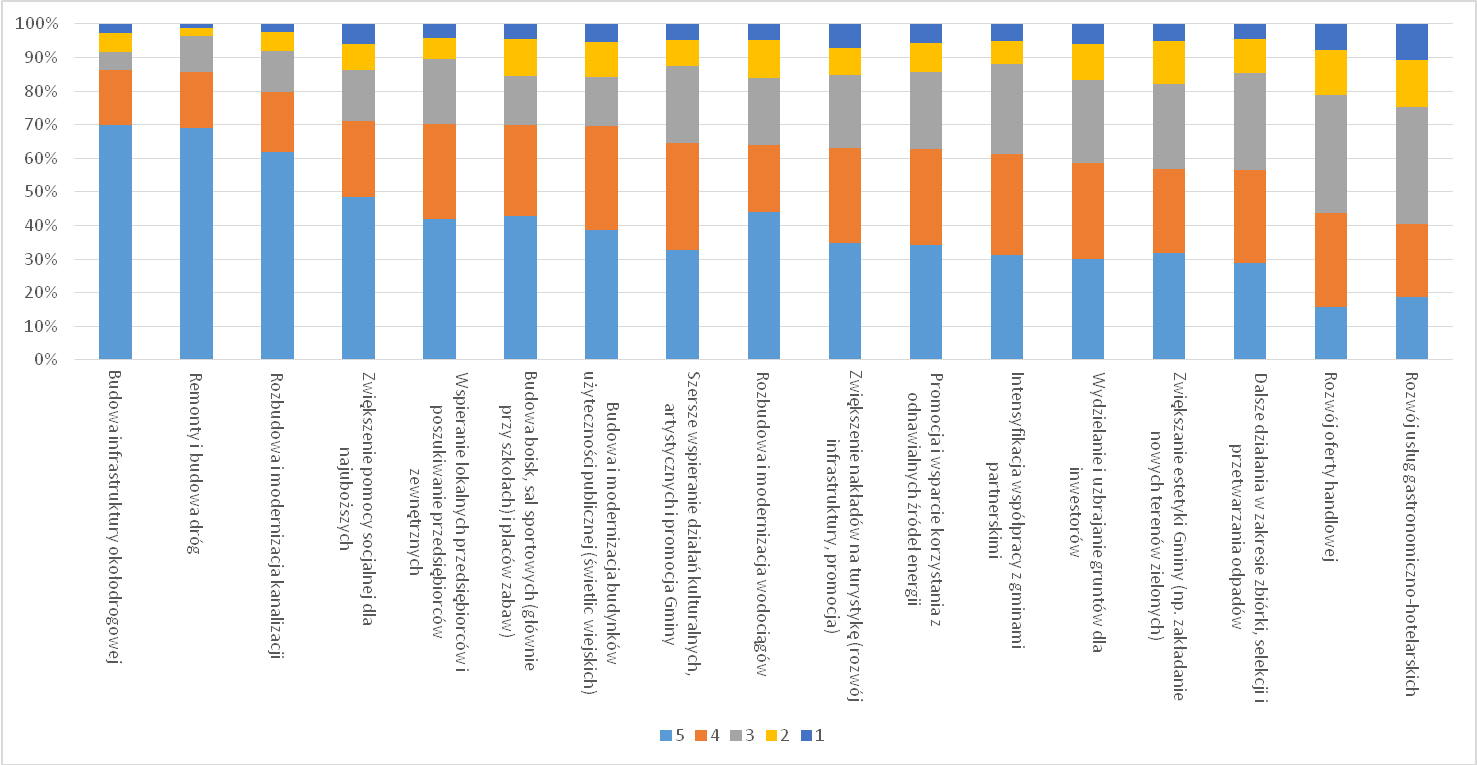 100%
90%
80%
70%
60%
50%
40%
30%
20%
10%
0%
Budowa infrastruktury okołodrogowej
Remonty i budowa dróg
Rozbudowa i modernizacja kanalizacji
Zwiększenie pomocy socjalnej dla
najuboższych
Wspieranie lokalnych przedsiębiorców i
poszukiwanie przedsiębiorców
zewnętrznych
Budowa boisk, sal sportowych (głównie
przy szkołach) i placów zabaw)
Budowa i modernizacja budynków
użyteczności publicznej (świetlic wiejskich)
Szersze wspieranie działań kulturalnych,
artystycznych i promocja Gminy
Rozbudowa i modernizacja wodociągów
Zwiększenie nakładów na turystykę (rozwój
infrastruktury, promocja)
Promocja i wsparcie korzystania z
odnawialnych źródeł energii
Intensyfikacja współpracy z gminami
partnerskimi
Wydzielanie i uzbrajanie gruntów dla
inwestorów
Zwiększanie estetyki Gminy (np. zakładanie
nowych terenów zielonych)
Dalsze działania w zakresie zbiórki, selekcji i
przetwarzania odpadów
Rozwój oferty handlowej
Rozwój usług gastronomiczno-hotelarskich
5 4 3 2 1